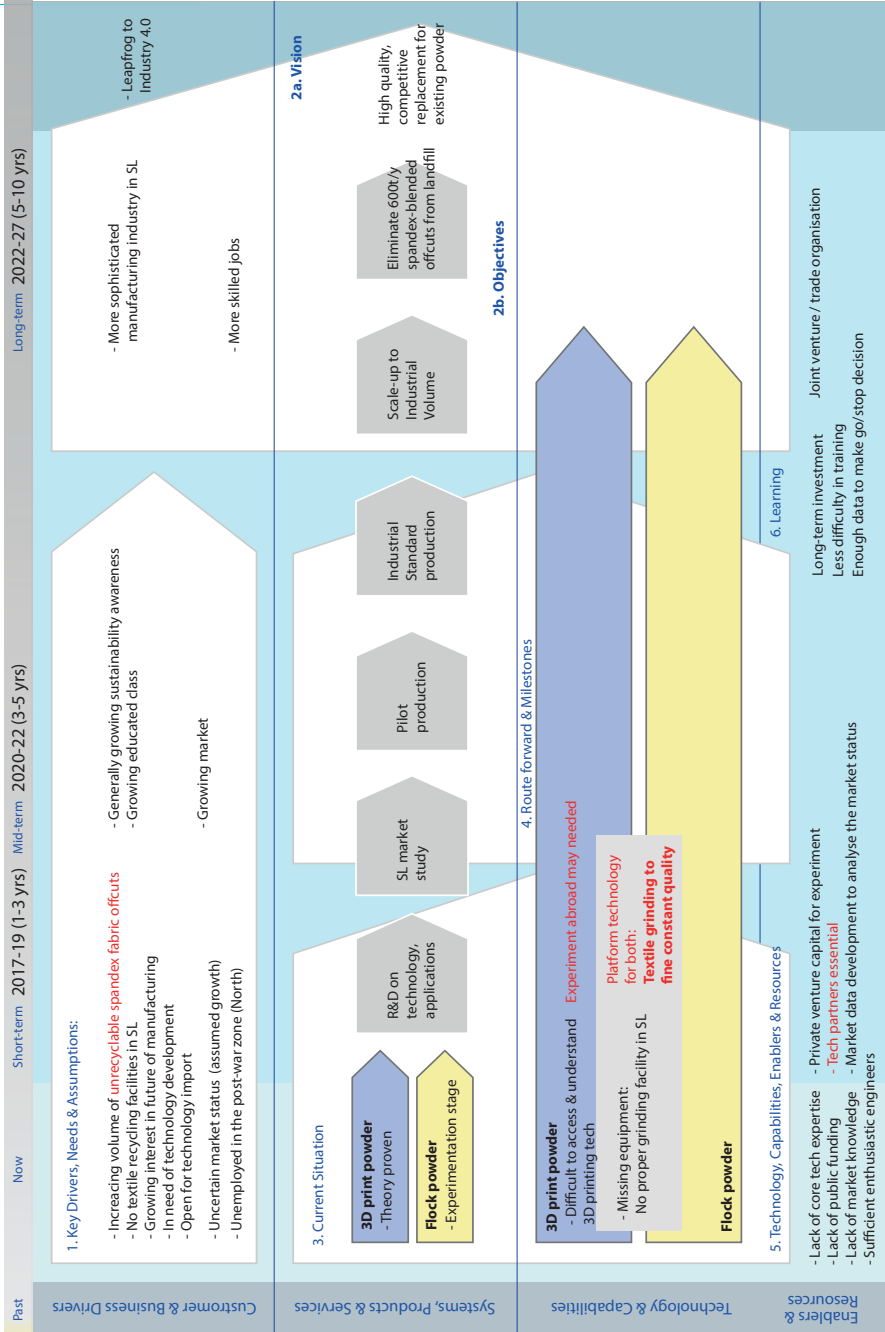 Past
Now
Short-term 2017-19 (1-3 yrs)
Mid-term 2020-22 (3-5 yrs)
Long-term 2022-27 (5-10 yrs)
Custromer & Business Drivers
1. Key Drivers, Needs & Assumptions:
- Increacing volume of unrecyclable spandex fabric offcuts
- No textile recycling facilities in SL
- Growing interest in future of manufacturing
- In need of technology development
- Open for technology import
- Uncertain market status (assumed growth)
- Unemployed in the post-war zone (North)
- Generally growing sustainability awareness
- Growing educated class
- Growing market
- More sophisticated
manufacturing industry in SL
- More skilled jobs
- Leapfrog to
Industry 4.0
Systems, Products & Services
3. Current Situation
3D print powder
- Theory proven
Flock powder
- Experimentation stage
R&D on
technology,
applications
SL market
study
Pilot
production
Industrial
Standard
production
Scale-up to
Industrial
Volume
Eliminate 600t/y
spandex-blended
offcuts from landfill
2a. Vision
High quality,
competitive
replacement for
existing powder
2b. Objectives
Technology & Capabilities
4. Route forward & Milestones
3D print powder
- Difficult to access & understand
3D printing tech
Experiment abroad may needed
- Missing equipment:
No proper grinding facility in SL
Platform technology
for both:
Textile grinding to
fine constant quality
Flock powder
Enablers &
Resources
5. Technology, Capabilities, Enablers & Resources
- Lack of core tech expertise
- Lack of public funding
- Lack of market knowledge
- Sufficient enthusiastic engineers
- Private venture capital for experiment
- Tech partners essential
- Market data development to analyse the market status
6. Learning
Long-term investment
Less difficulty in training
Enough data to make go/stop decision
Joint venture / trade organisation